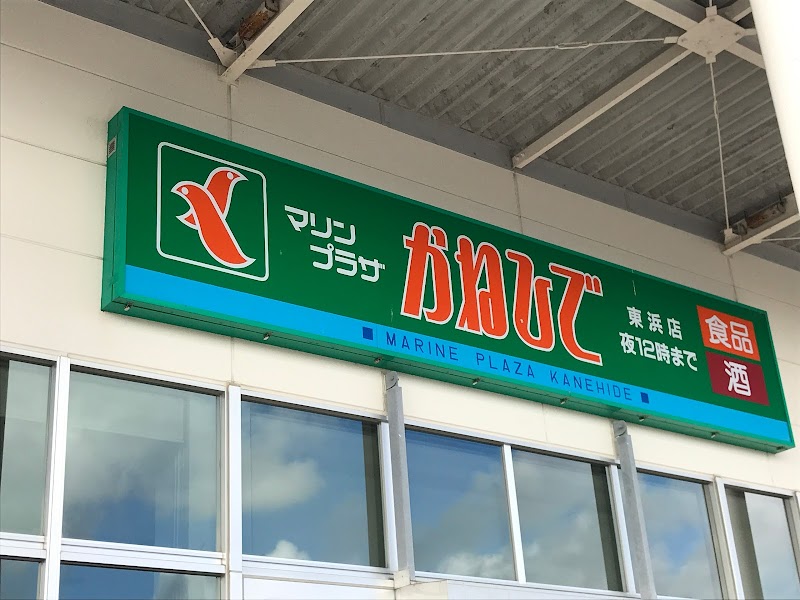 マリン
プラザ
かねひで
東浜店
夜12時まで
食品
酒
■ MARINE PLAZA KANEHIDE ■